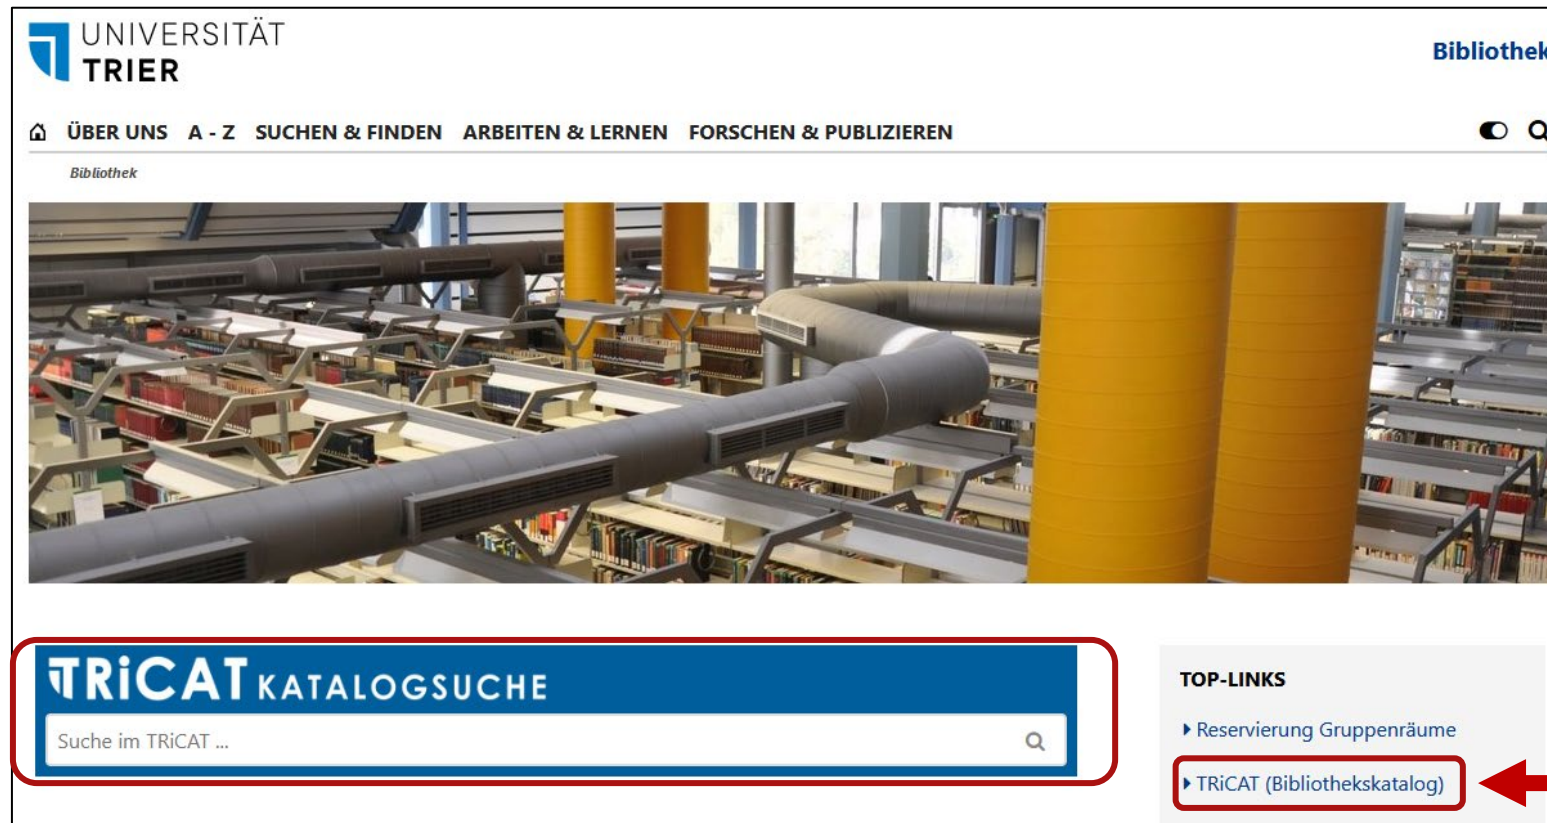 UNIVERSITÄT
TRIER
Bibliothek
ÜBER UNS A - Z SUCHEN & FINDEN ARBEITEN & LERNEN FORSCHEN & PUBLIZIEREN
Bibliothek
TRiCAT KATALOGSUCHE
Suche im TRiCAT ...
TOP-LINKS
Reservierung Gruppenräume
TRiCAT (Bibliothekskatalog)